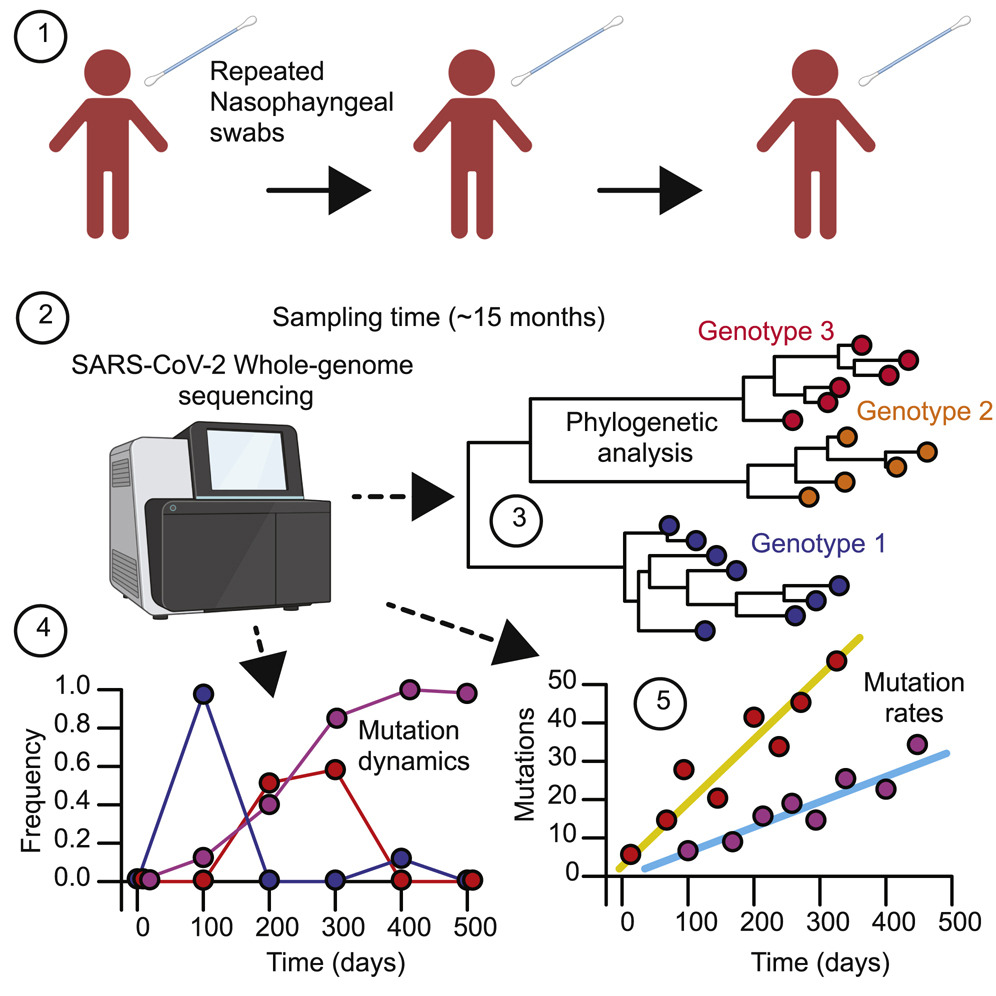 1
Repeated
Nasophayngeal
swabs
2
Sampling time (~15 months)
SARS-CoV-2 Whole-genome
sequencing
Genotype 3
Genotype 2
Phylogenetic
analysis
3
Genotype 1
4
1.0
0.8
0.6
0.4
0.2
0.0
Frequency
Mutation
dynamics
0 100 200 300 400 500
Time (days)
5
50
40
30
20
10
0
Mutations
Mutation
rates
0 100 200 300 400 500
Time (days)